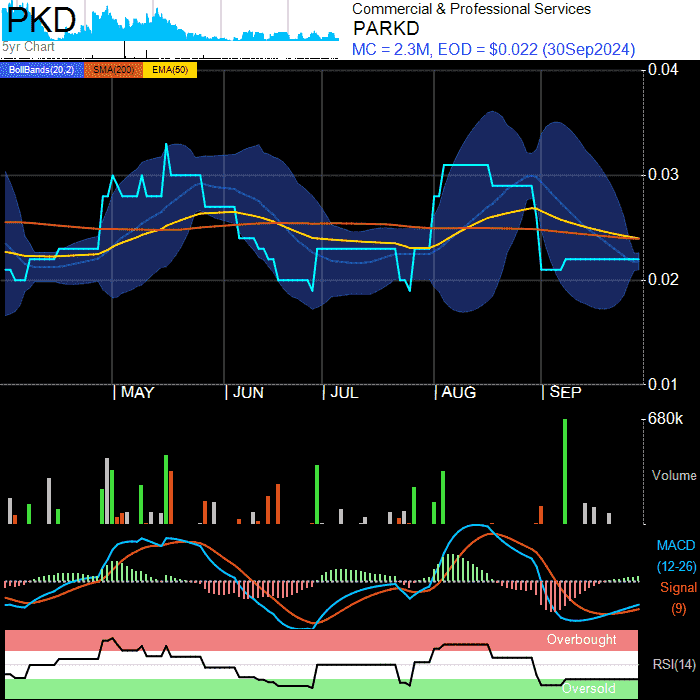 PKD
5yr Chart
Commercial & Professional Services
PARKD
MC = 2.3M, EOD = $0.022 (30Sep2024)
BollBands(20,2) SMA(200) EMA(50)
0.04
0.03
0.02
0.01
MAY JUN JUL AUG SEP
680k
Volume
MACD
(12-26)
Signal
(9)
Overbought
RSI(14)
Oversold